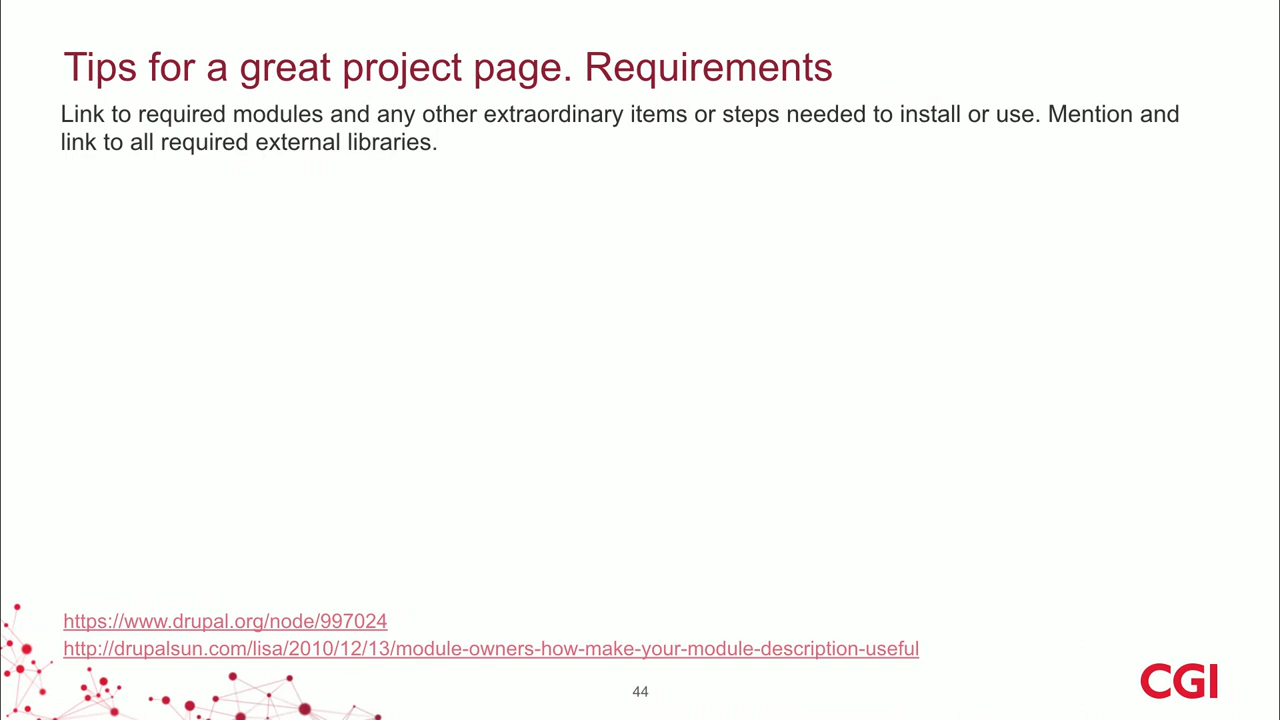 Tips for a great project page. Requirements
Link to required modules and any other extraordinary items or steps needed to install or use. Mention and
link to all required external libraries.
https://www.drupal.org/node/997024
http://drupalsun.com/lisa/2010/12/13/module-owners-how-make-your-module-description-useful
44
CGI